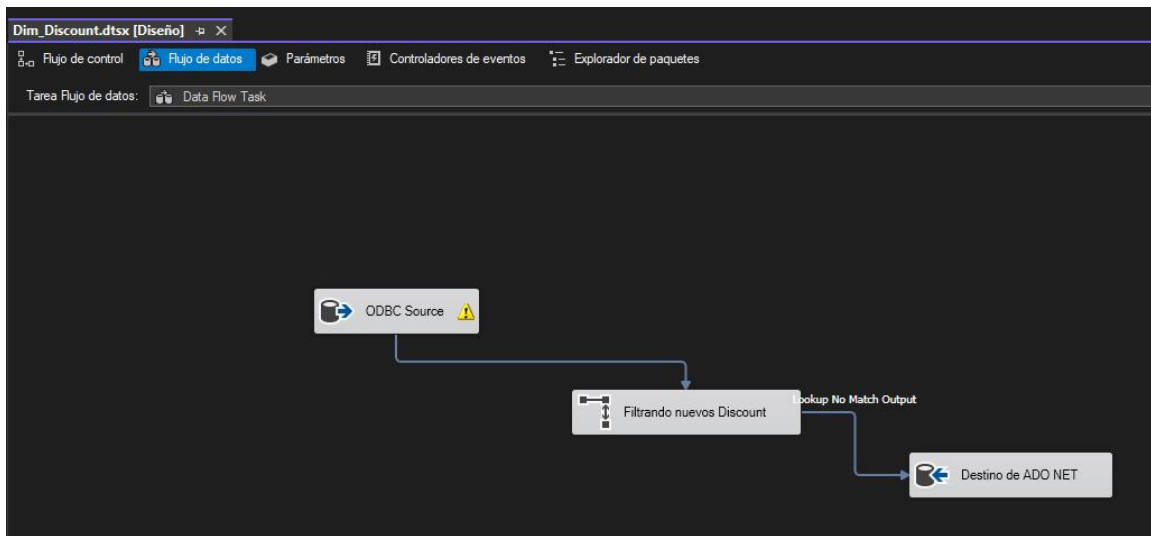 Dim_Discount.dtsx [Diseño]
Flujo de control Flujo de datos Parámetros Controladores de eventos Explorador de paquetes
Tarea Flujo de datos: Data Flow Task
ODBC Source
Filtrando nuevos Discount
Lookup No Match Output
Destino de ADO NET